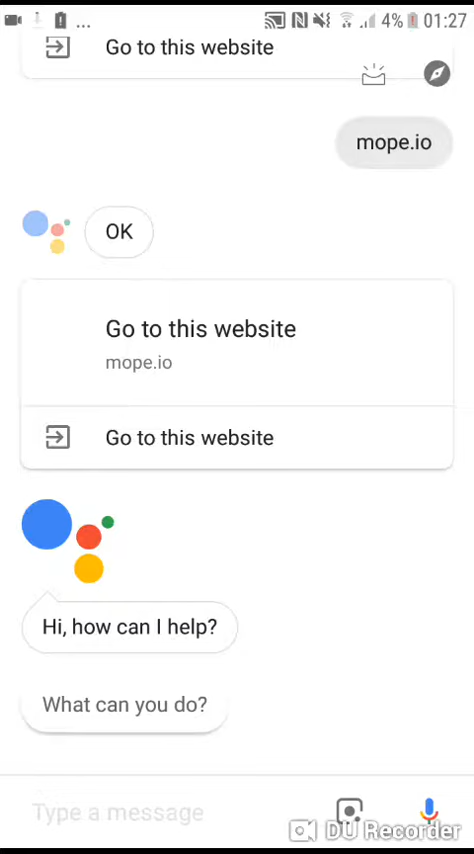 ... 4% 01:27
Go to this website
mope.io
OK
Go to this website
mope.io
Go to this website
Hi, how can I help?
What can you do?
Type a message
DU Recorder